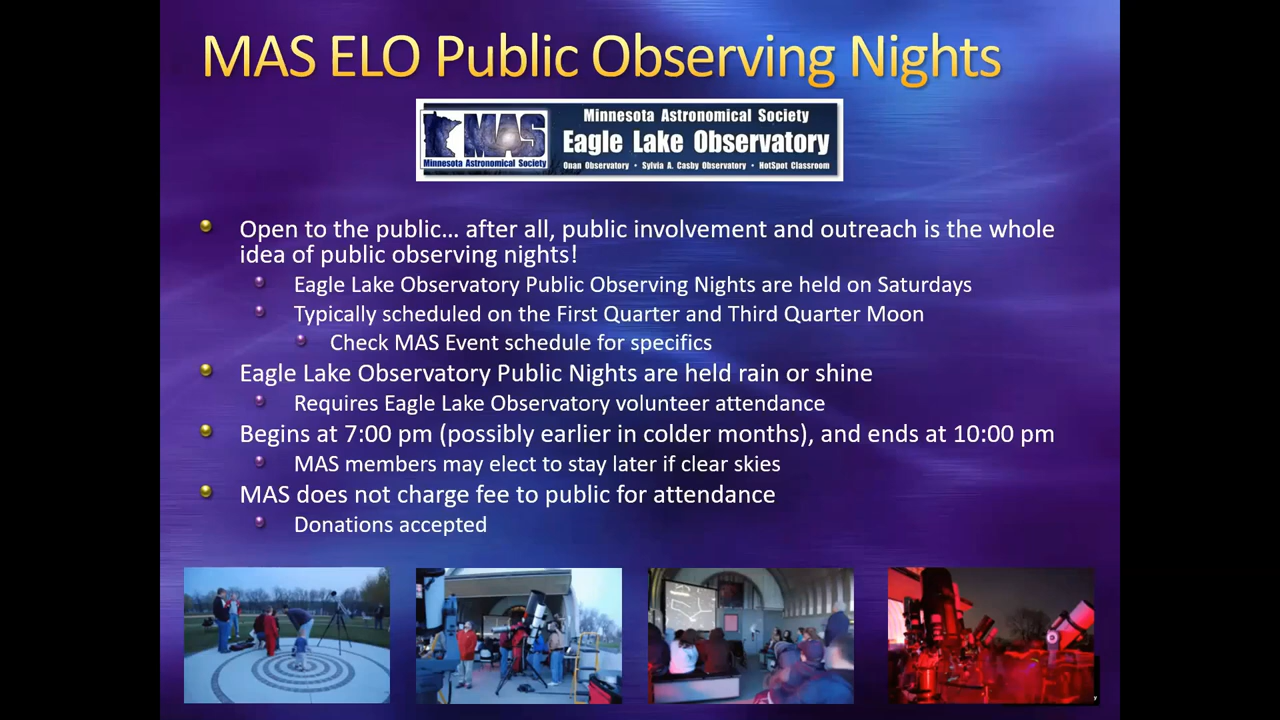 MAS ELO Public Observing Nights
MAS
Minnesota Astronomical Society
Minnesota Astronomical Society
Eagle Lake Observatory
Onan Observatory • Sylvia A. Casby Observatory • HotSpot Classroom
Open to the public... after all, public involvement and outreach is the whole
idea of public observing nights!
Eagle Lake Observatory Public Observing Nights are held on Saturdays
Typically scheduled on the First Quarter and Third Quarter Moon
Check MAS Event schedule for specifics
Eagle Lake Observatory Public Nights are held rain or shine
Requires Eagle Lake Observatory volunteer attendance
Begins at 7:00 pm (possibly earlier in colder months), and ends at 10:00 pm
MAS members may elect to stay later if clear skies
MAS does not charge fee to public for attendance
Donations accepted